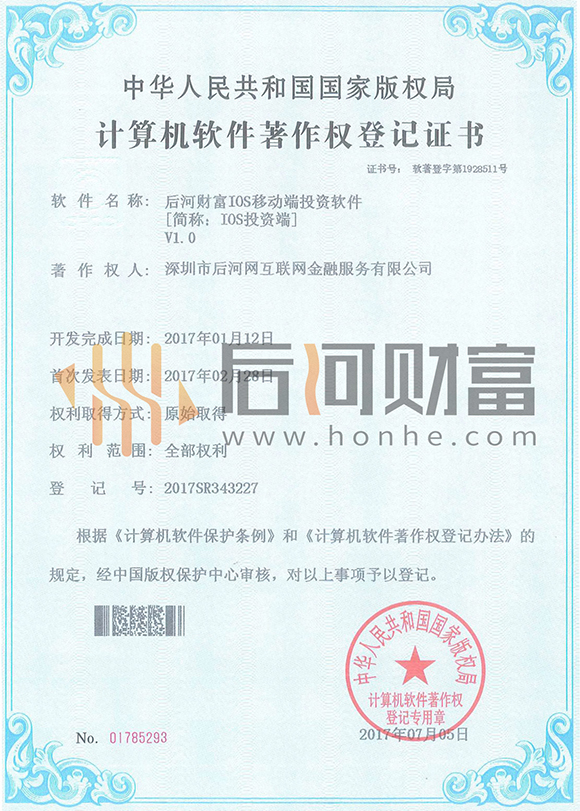 中华人民共和国国家版权局
计算机软件著作权登记证书
证书号： 软著登字第1928511号
软件名称： 后河财富IOS移动端投资软件
[简称：IOS投资端]
V1.0
著作权人： 深圳市后河网互联网金融服务有限公司
开发完成日期： 2017年01月12日
首次发表日期： 2017年02月28日
后河财富
权利取得方式： 原始取得
www.honhe.com
权利范围： 全部权利
登记号： 2017SR343227
根据《计算机软件保护条例》和《计算机软件著作权登记办法》的
规定，经中国版权保护中心审核，对以上事项予以登记。
中华人民共和国国家版权局
计算机软件著作权
登记专用章
No. 01785293
2017年07月05日